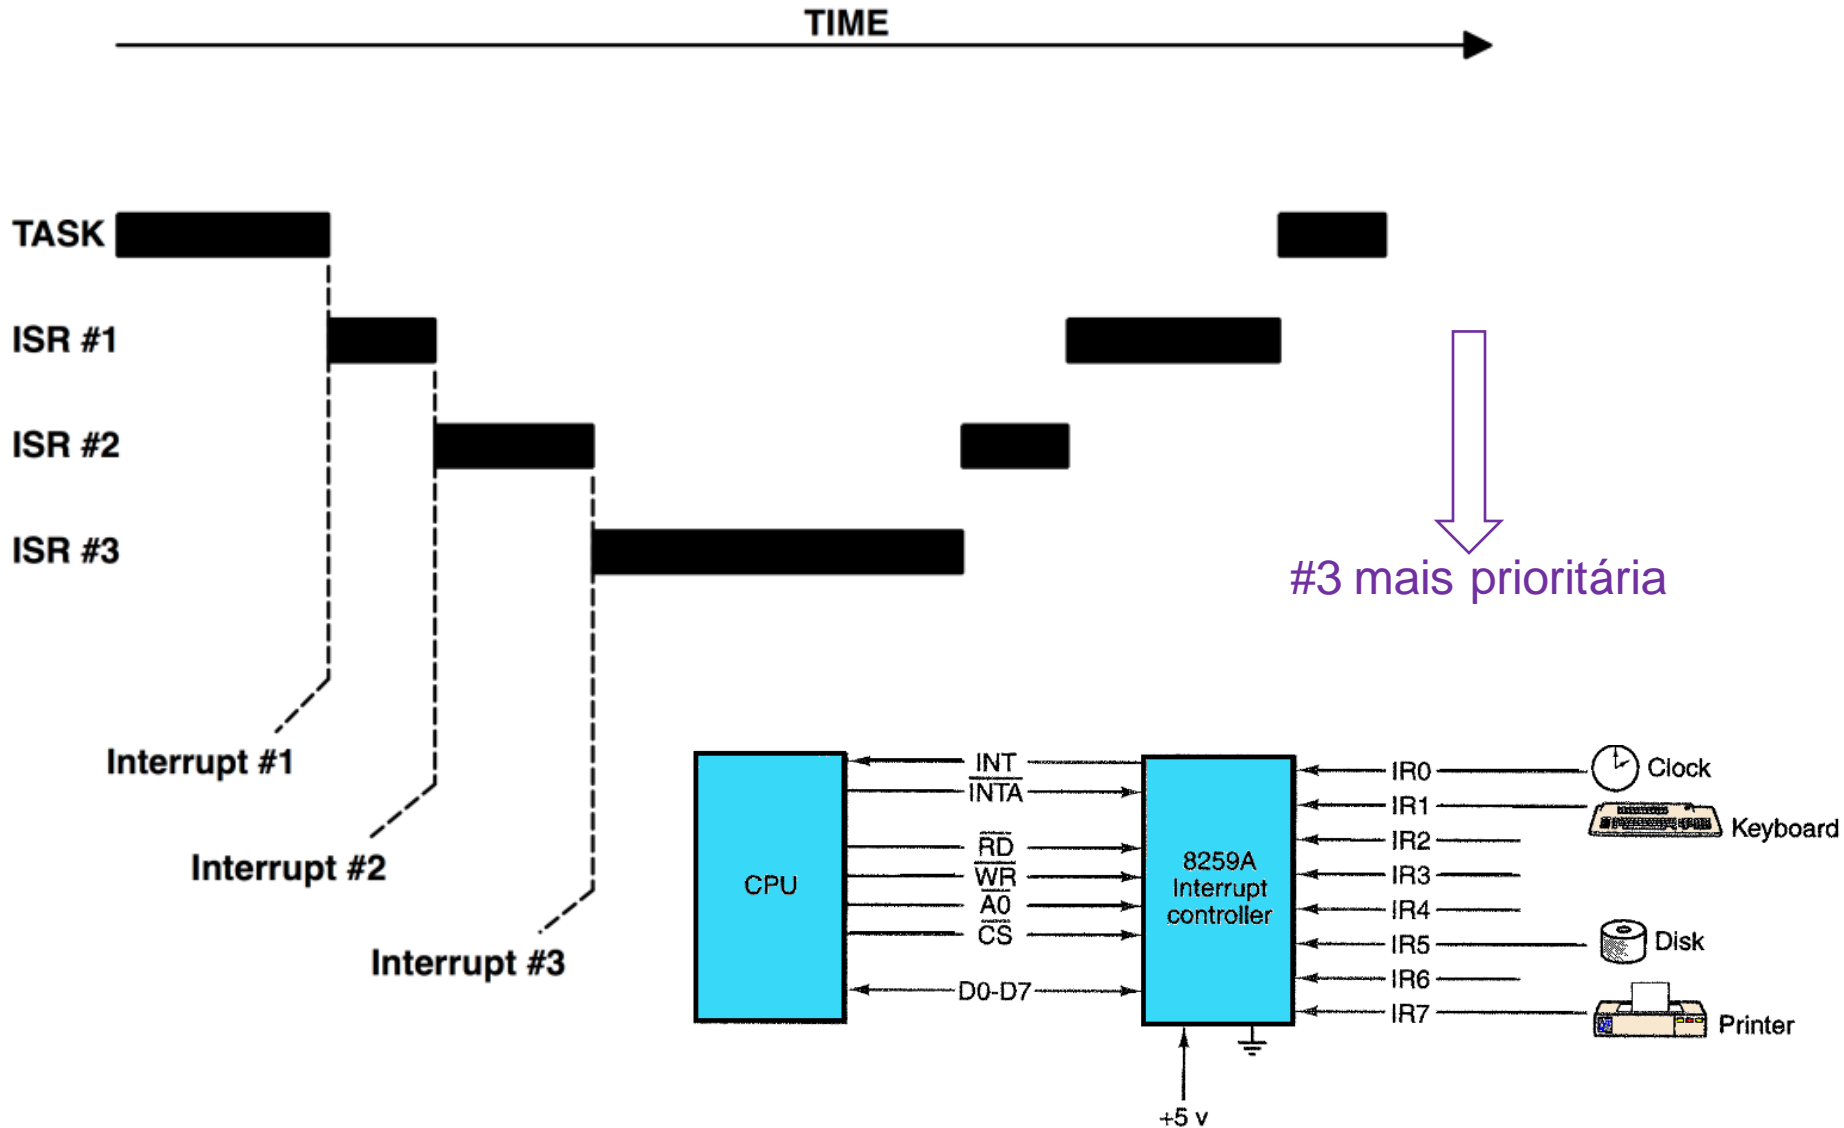 TIME
TASK
ISR #1
ISR #2
ISR #3
#3 mais prioritária
Interrupt #1
Interrupt #2
Interrupt #3
CPU
INT
INTA
RD
WR
A0
CS
D0-D7
8259A
Interrupt
controller
+5 v
IR0
Clock
IR1
Keyboard
IR2
IR3
IR4
IR5
Disk
IR6
IR7
Printer